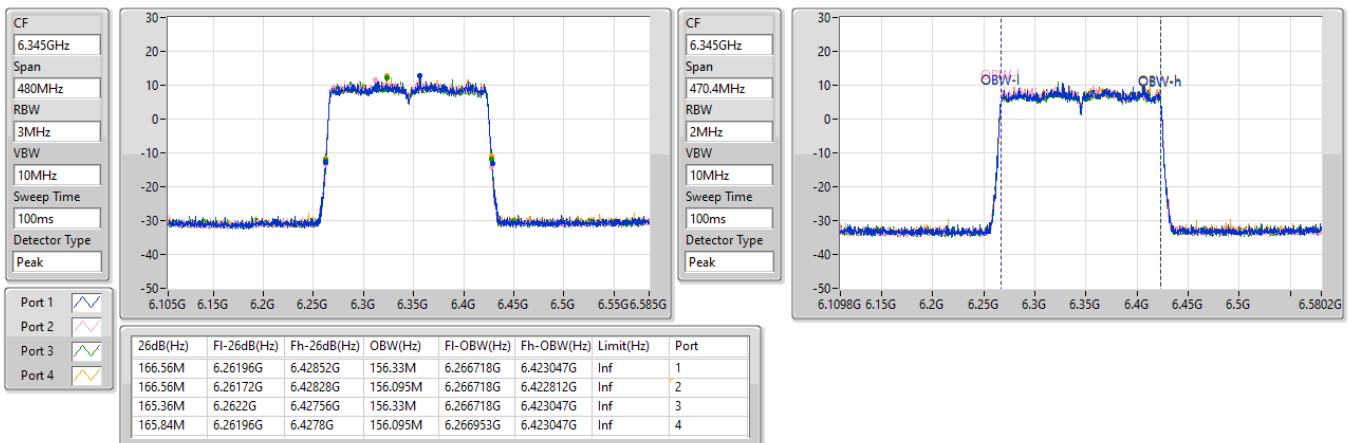 CF
6.345GHz
Span
480MHz
RBW
3MHz
VBW
10MHz
Sweep Time
100ms
Detector Type
Peak
30
20
10
0
-10
-20
-30
-40
-50
6.105G 6.15G 6.2G 6.25G 6.3G 6.35G 6.4G 6.45G 6.5G 6.55G 6.585G
CF
6.345GHz
Span
470.4MHz
RBW
2MHz
VBW
10MHz
Sweep Time
100ms
Detector Type
Peak
30
20
10
0
-10
-20
-30
-40
-50
OBW-l OBW-h
6.1098G 6.15G 6.2G 6.25G 6.3G 6.35G 6.4G 6.45G 6.5G 6.5802G
Port 1
Port 2
Port 3
Port 4
26dB(Hz) Fl-26dB(Hz) Fh-26dB(Hz) OBW(Hz) Fl-OBW(Hz) Fh-OBW(Hz) Limit(Hz) Port
166.56M 6.26196G 6.42852G 156.33M 6.266718G 6.423047G Inf 1
166.56M 6.26172G 6.42828G 156.095M 6.266718G 6.422812G Inf 2
165.36M 6.2622G 6.42756G 156.33M 6.266718G 6.423047G Inf 3
165.84M 6.26196G 6.4278G 156.095M 6.266953G 6.423047G Inf 4